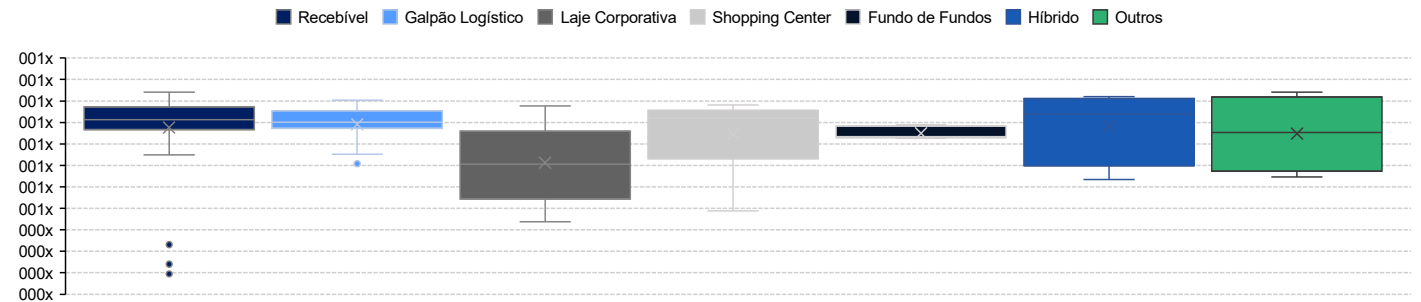 Recebível Galpão Logístico Laje Corporativa Shopping Center Fundo de Fundos Híbrido Outros
001x
001x
001x
001x
001x
001x
001x
001x
000x
000x
000x
000x